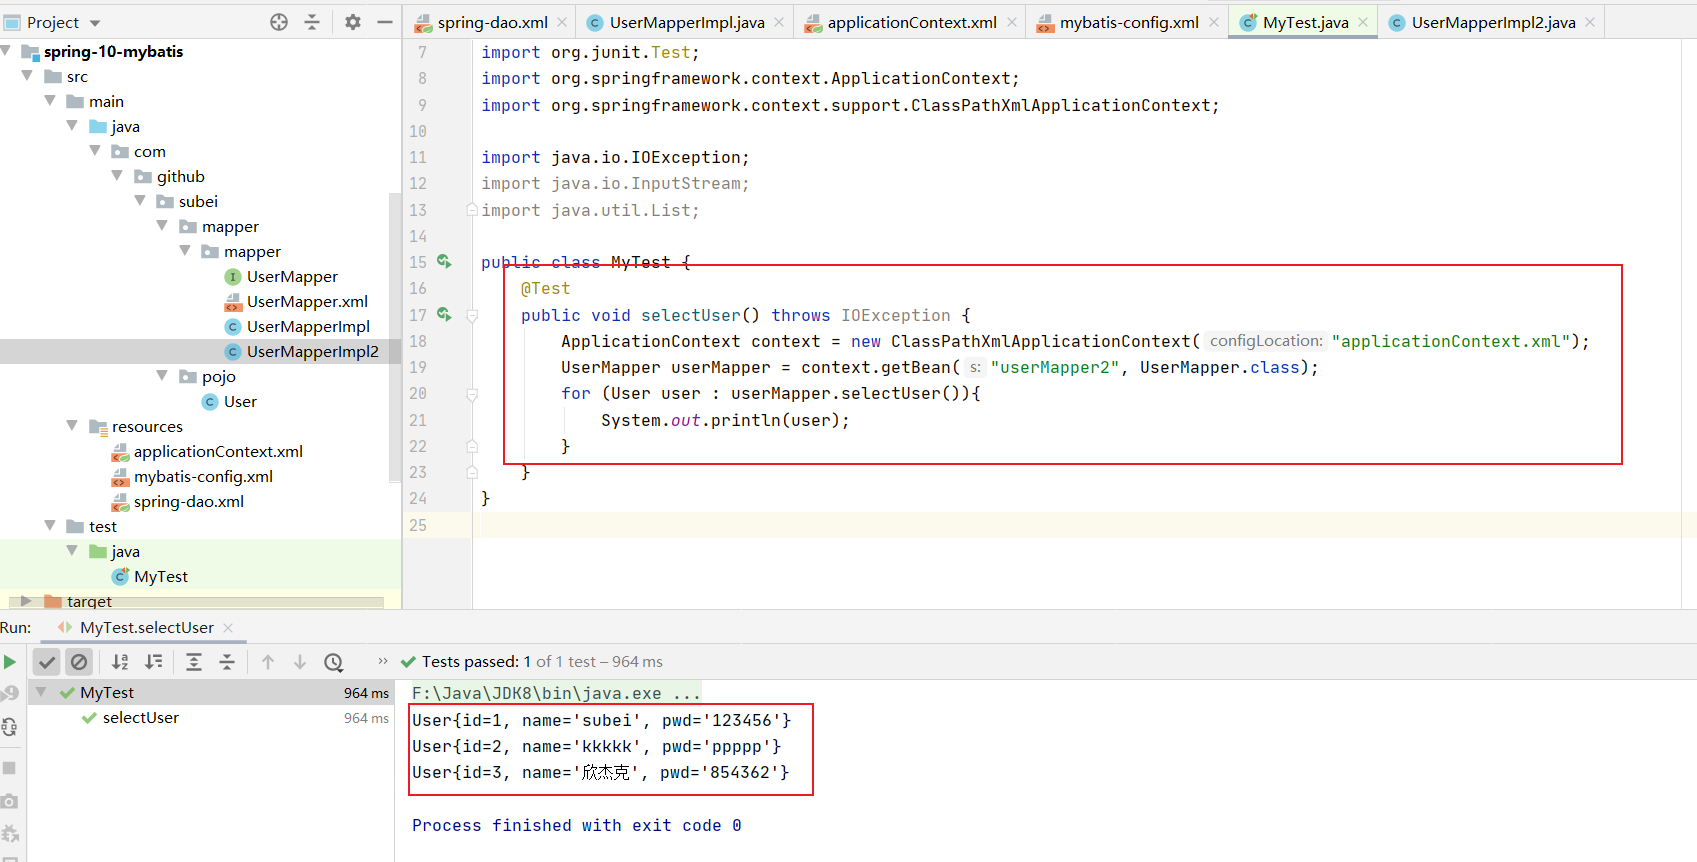 Project
spring-dao.xml
UserMapperImpl.java
applicationContext.xml
mybatis-config.xml
MyTest.java
UserMapperImpl2.java
spring-10-mybatis
src
main
java
com
github
subei
mapper
mapper
UserMapper
UserMapper.xml
UserMapperImpl
UserMapperImpl2
pojo
User
resources
applicationContext.xml
mybatis-config.xml
spring-dao.xml
test
java
MyTest
target
7 import org.junit.Test;
8 import org.springframework.context.ApplicationContext;
9 import org.springframework.context.support.ClassPathXmlApplicationContext;
10
11 import java.io.IOException;
12 import java.io.InputStream;
13 import java.util.List;
14
15 public class MyTest {
16 @Test
17 public void selectUser() throws IOException {
18 ApplicationContext context = new ClassPathXmlApplicationContext( configLocation: "applicationContext.xml");
19 UserMapper userMapper = context.getBean( s: "userMapper2", UserMapper.class);
20 for (User user : userMapper.selectUser()){
21 System.out.println(user);
22 }
23 }
24 }
25
Run: MyTest.selectUser
Tests passed: 1 of 1 test – 964 ms
MyTest 964 ms
selectUser 964 ms
F:\Java\JDK8\bin\java.exe ...
User{id=1, name='subei', pwd='123456'}
User{id=2, name='kkkkk', pwd='ppppp'}
User{id=3, name='欣杰克', pwd='854362'}
Process finished with exit code 0